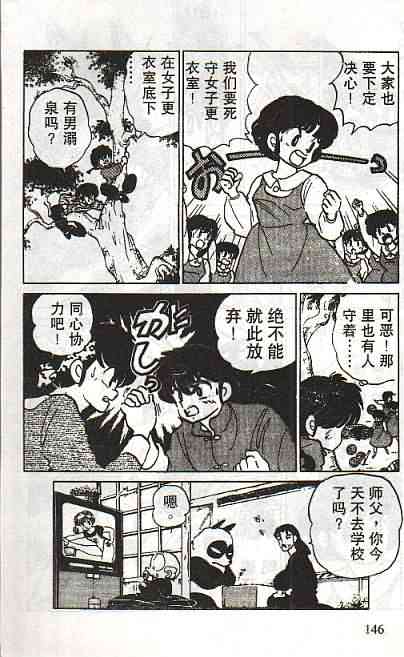 大家也
要下定
决心！
我们要死
守女子更
衣室！
お
…在女子更
衣室底下
…
有男溺
泉吗？
可恶！那
里也有人
守着……
绝不能
就此放
弃！
同心协
力吧！
师父，你今
天不去学校
了吗？
嗯。
146